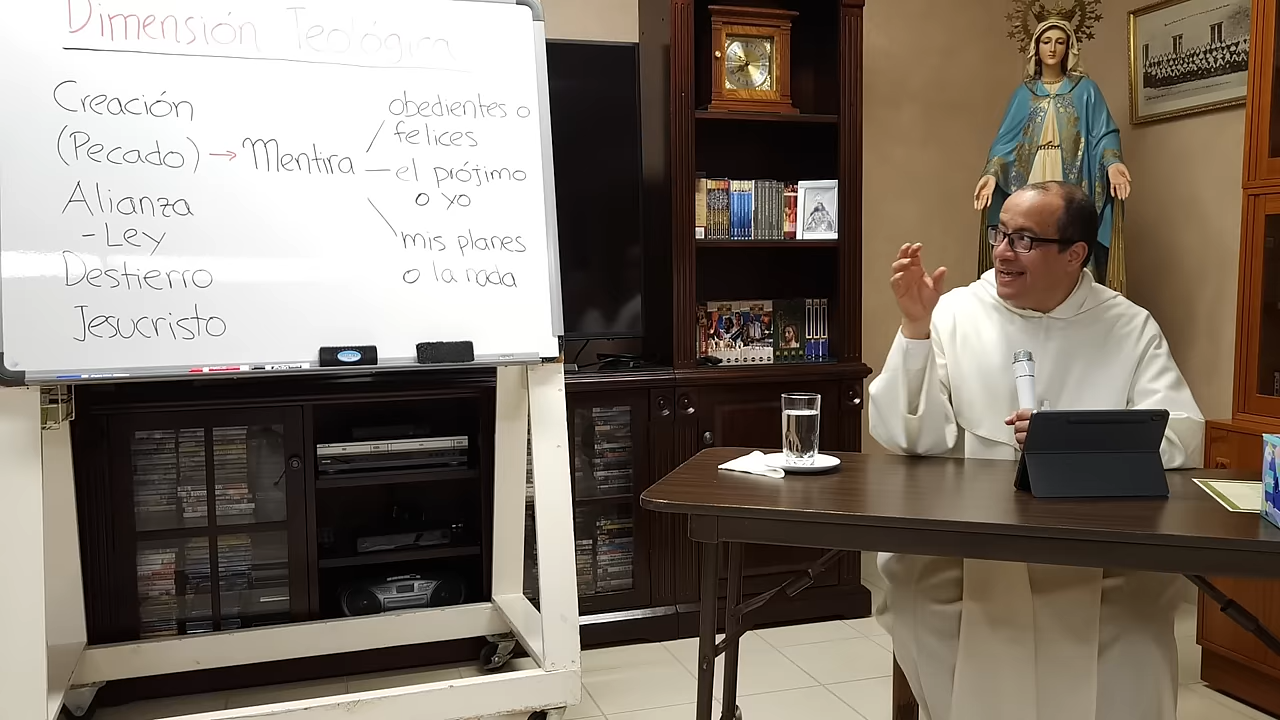 Dimensión Teológica
Creación
(Pecado) → Mentira
Alianza
-Ley
Destierro
Jesucristo
obedientes o
felices
el prójimo
o yo
mis planes
o la nada